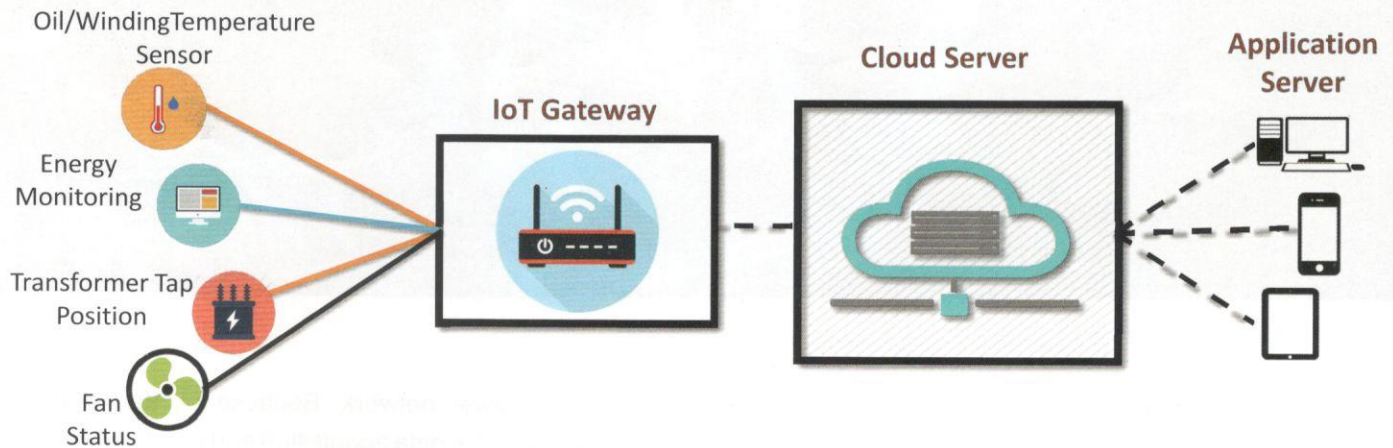 Oil/WindingTemperature
Sensor
Energy
Monitoring
Transformer Tap
Position
Fan
Status
IoT Gateway
Cloud Server
Application
Server